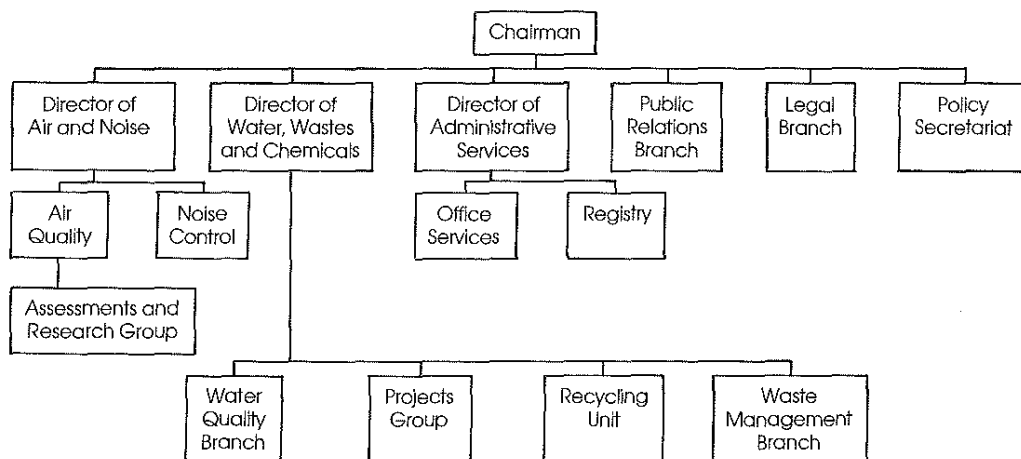 Chairman
Director of
Air and Noise
Director of
Water, Wastes
and Chemicals
Director of
Administrative
Services
Public
Relations
Branch
Legal
Branch
Policy
Secretariat
Air
Quality
Noise
Control
Office
Services
Registry
Assessments and
Research Group
Water
Quality
Branch
Projects
Group
Recycling
Unit
Waste
Management
Branch